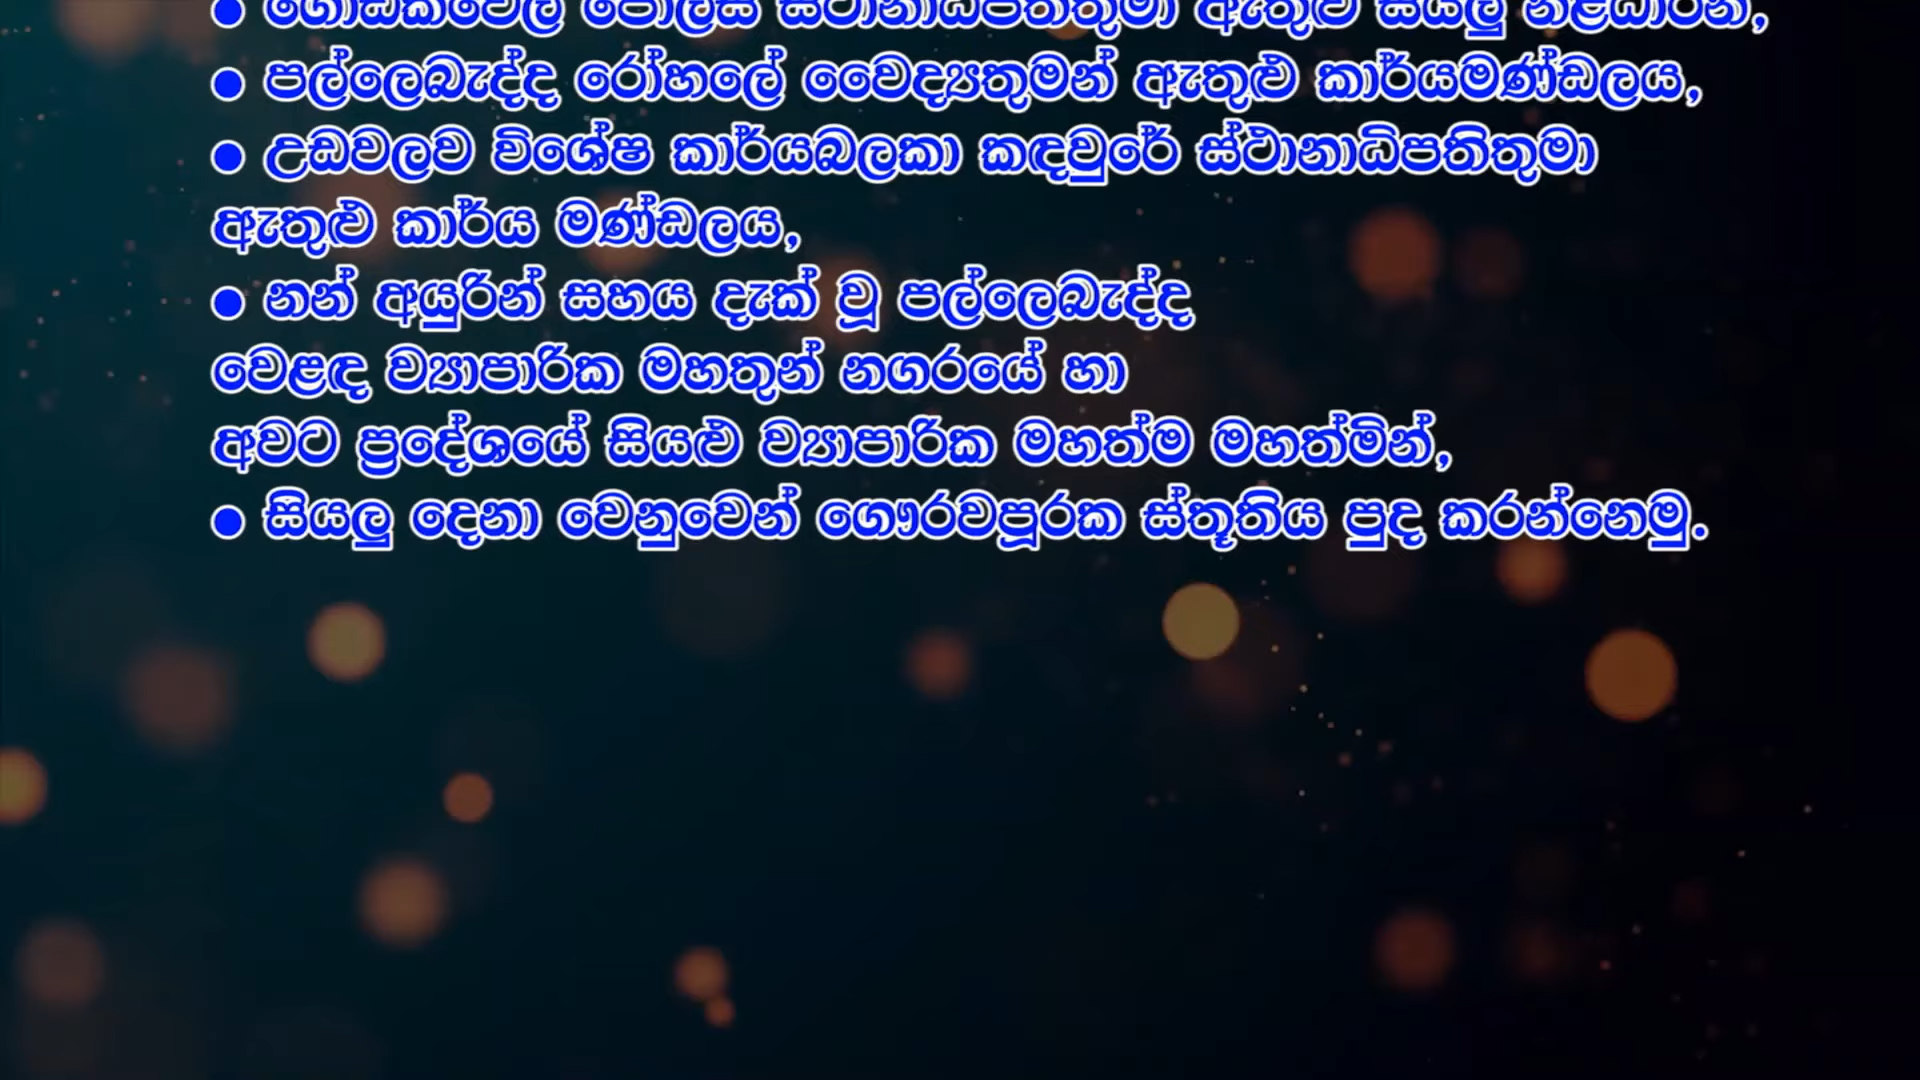 ● පල්ලෙබැද්ද රෝහලේ වෛද්‍යතුමන් ඇතුළු කාර්යමණ්ඩලය,
● උඩවලව විශේෂ කාර්යබලකා කඳවුරේ ස්ථානාධිපතිතුමා
ඇතුළු කාර්ය මණ්ඩලය,
● නන් අයුරින් සහය දැක් වූ පල්ලෙබැද්ද
වෙළඳ ව්‍යාපාරික මහතුන් නගරයේ හා
අවට ප්‍රදේශයේ සියළු ව්‍යාපාරික මහත්ම මහත්මින්,
● සියලු දෙනා වෙනුවෙන් ගෞරවපූරක ස්තූතිය පුද කරන්නෙමු.